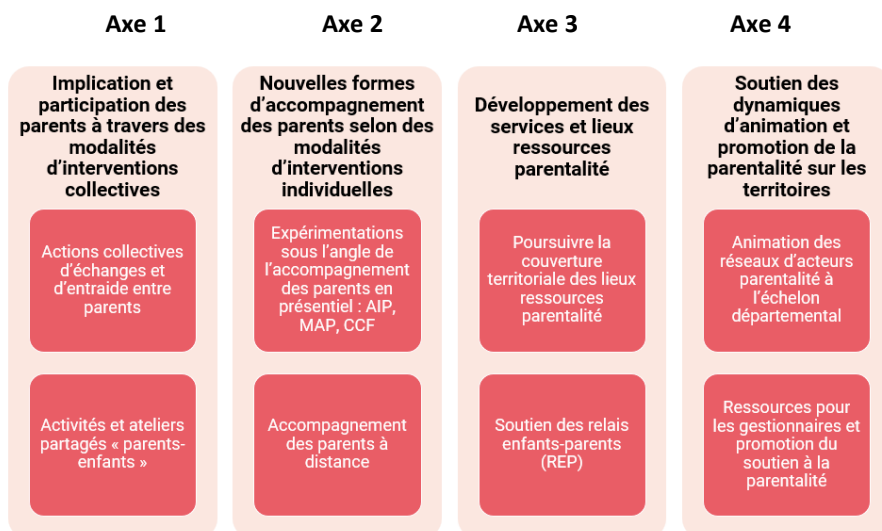 Axe 1
Implication et
participation des
parents à travers des
modalités
d'interventions
collectives
Actions collectives
d'échanges et
d'entraide entre
parents
Activités et ateliers
partagés « parents-
enfants »
Axe 2
Nouvelles formes
d'accompagnement
des parents selon des
modalités
d'interventions
individuelles
Expérimentations
sous l'angle de
l'accompagnement
des parents en
présentiel : AIP,
MAP, CCF
Accompagnement
des parents à
distance
Axe 3
Développement des
services et lieux
ressources
parentalité
Poursuivre la
couverture
territoriale des lieux
ressources
parentalité
Soutien des relais
enfants-parents
(REP)
Axe 4
Soutien des
dynamiques
d'animation et
promotion de la
parentalité sur les
territoires
Animation des
réseaux d'acteurs
parentalité à
l'échelon
départemental
Ressources pour
les gestionnaires et
promotion du
soutien à la
parentalité